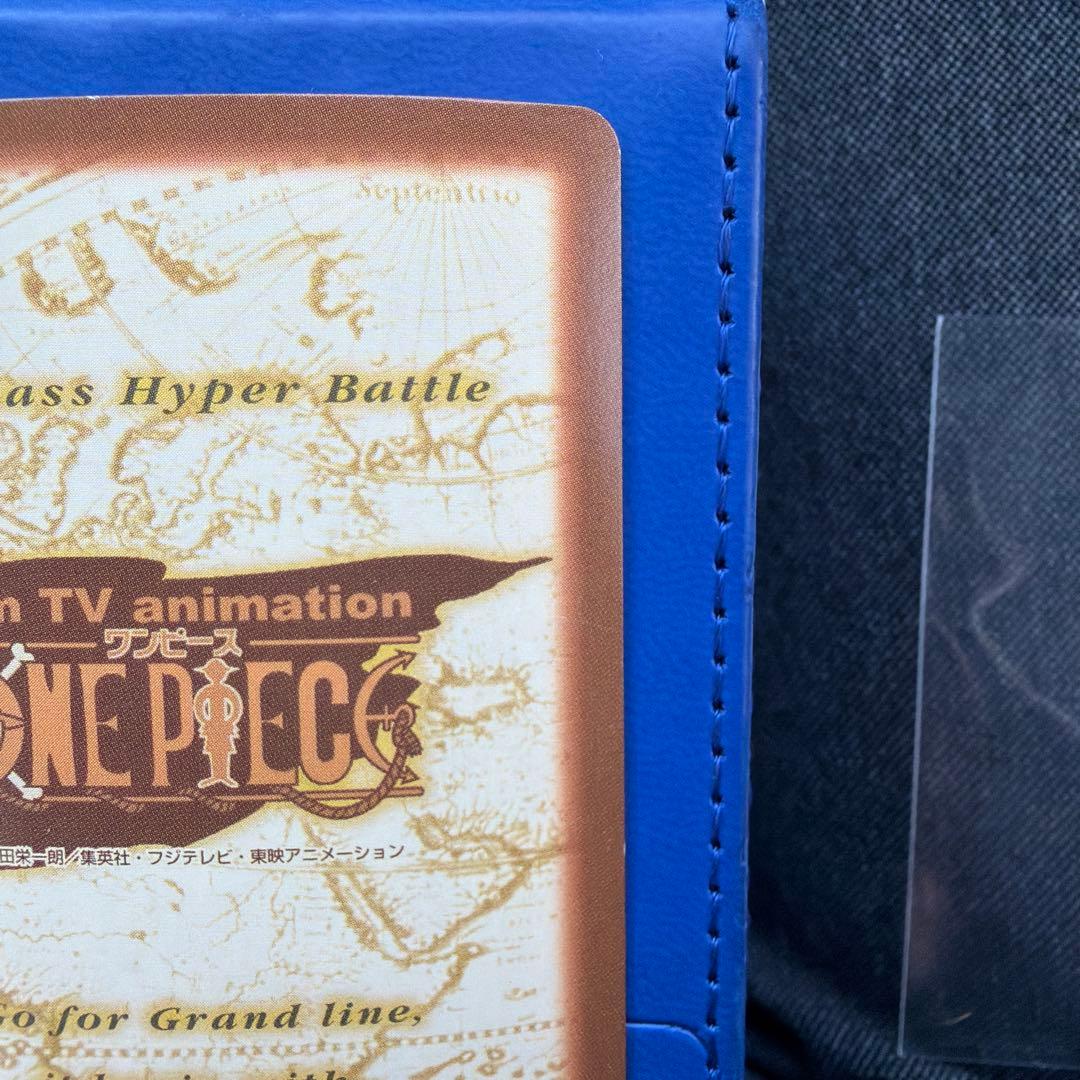 Septentrio
ass Hyper Battle
m TV animation
ワンピース
ONE PIECE
田栄一朗/集英社・フジテレビ・東映アニメーション
Go for Grand line,